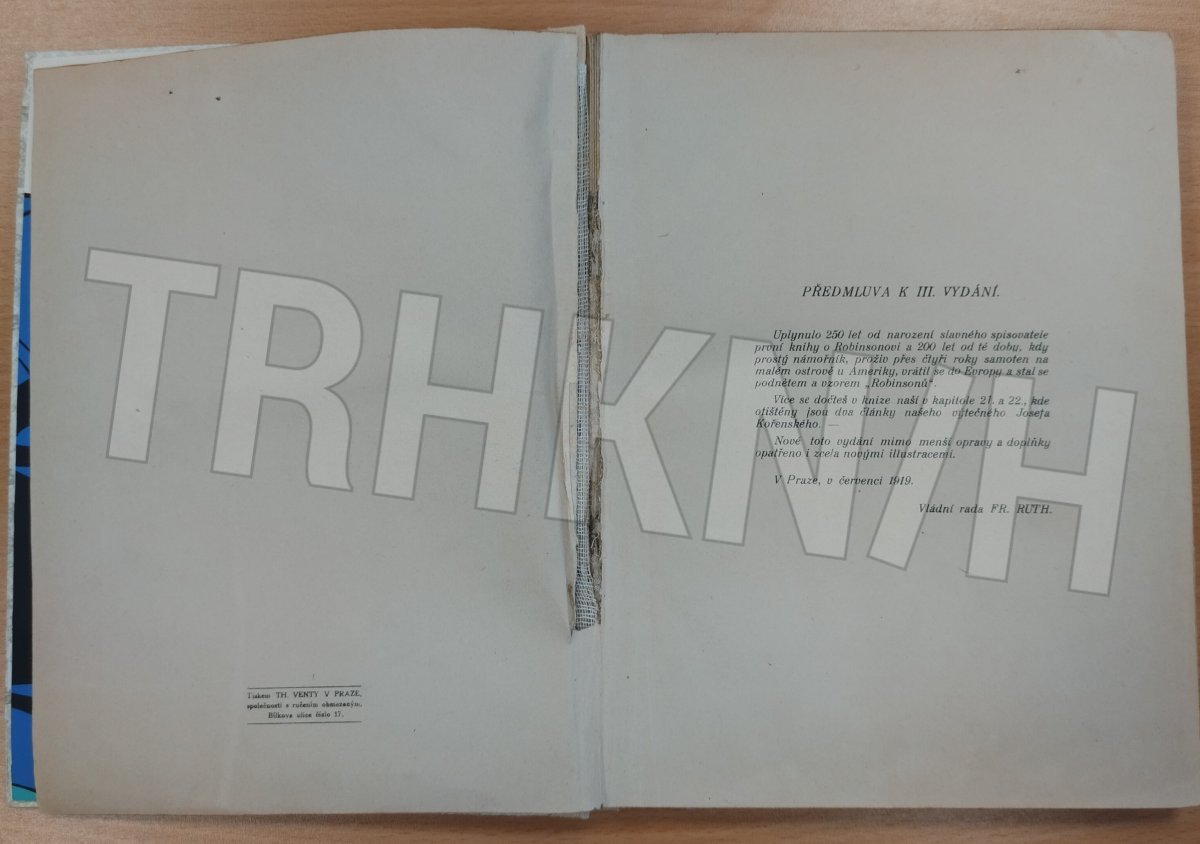 Tiskem TH. VENTY V PRAZE,
společnosti s ručením obmezeným,
Bílkova ulice číslo 17.
PŘEDMLUVA K III. VYDÁNÍ.
Uplynulo 250 let od narození slavného spisovatele
první knihy o Robinsonovi a 200 let od té doby, kdy
prostý námořník, proživ přes čtyři roky samoten na
malém ostrově u Ameriky, vrátil se do Evropy a stal se
podnětem a vzorem „Robinsonů“.
Více se dočteš v knize naší v kapitole 21. a 22., kde
otištěny jsou dva články našeho výtečného Josefa
Kořenského. —
Nové toto vydání mimo menší opravy a doplňky
opatřeno i zcela novými illustracemi.
V Praze, v červenci 1919.
Vládní rada FR. RUTH.
TRHKNIH